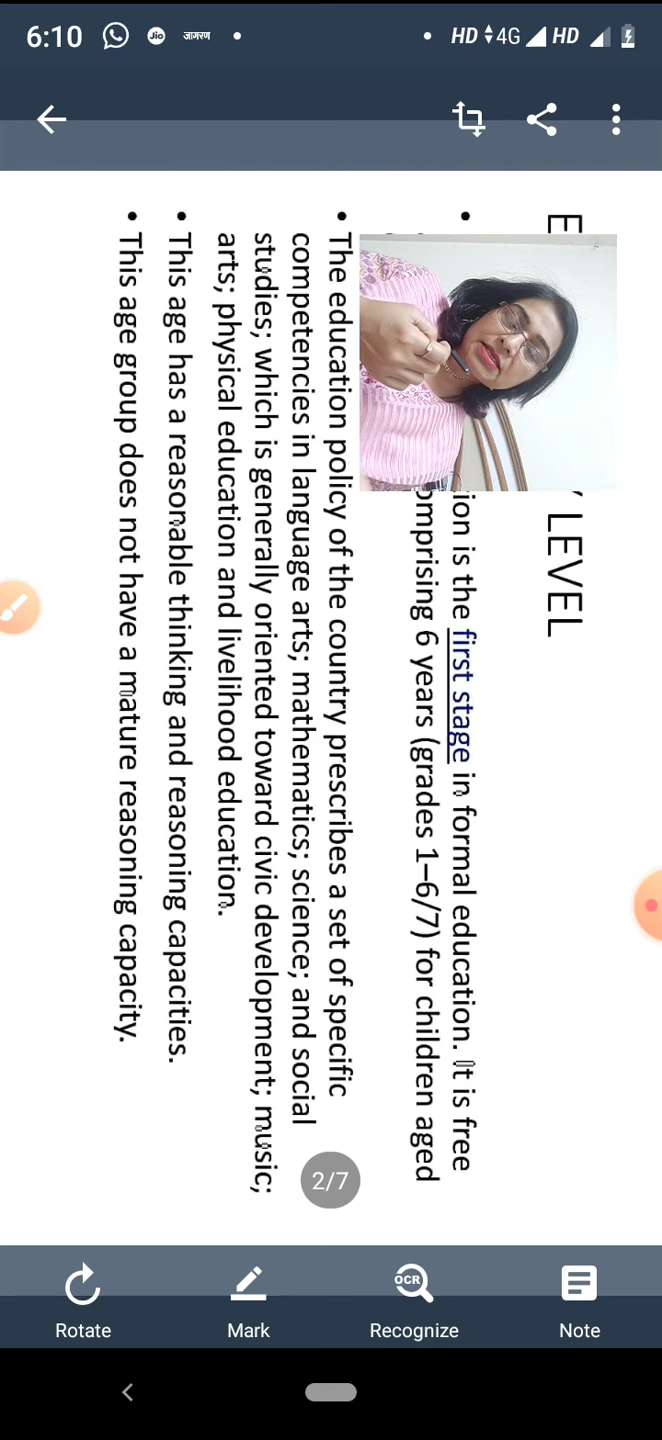 6:10 Jio जागरण HD 4G HD
LEVEL
ion is the first stage in formal education. It is free
omprising 6 years (grades 1–6/7) for children aged
• The education policy of the country prescribes a set of specific
competencies in language arts; mathematics; science; and social
studies; which is generally oriented toward civic development; music;
arts; physical education and livelihood education.
• This age has a reasonable thinking and reasoning capacities.
• This age group does not have a mature reasoning capacity.
2/7
OCR
Rotate Mark Recognize Note